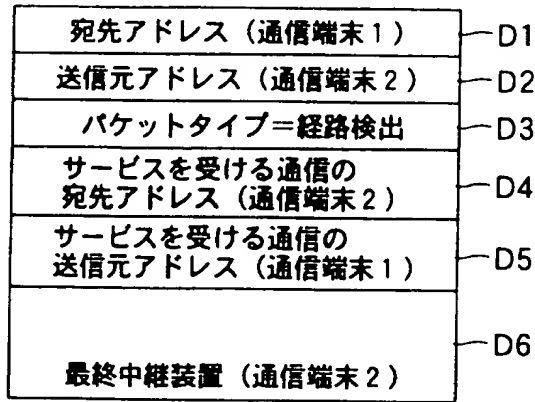 宛先アドレス（通信端末1） D1
送信元アドレス（通信端末2） D2
パケットタイプ＝経路検出 D3
サービスを受ける通信の
宛先アドレス（通信端末2） D4
サービスを受ける通信の
送信元アドレス（通信端末1） D5
D6
最終中継装置（通信端末2）